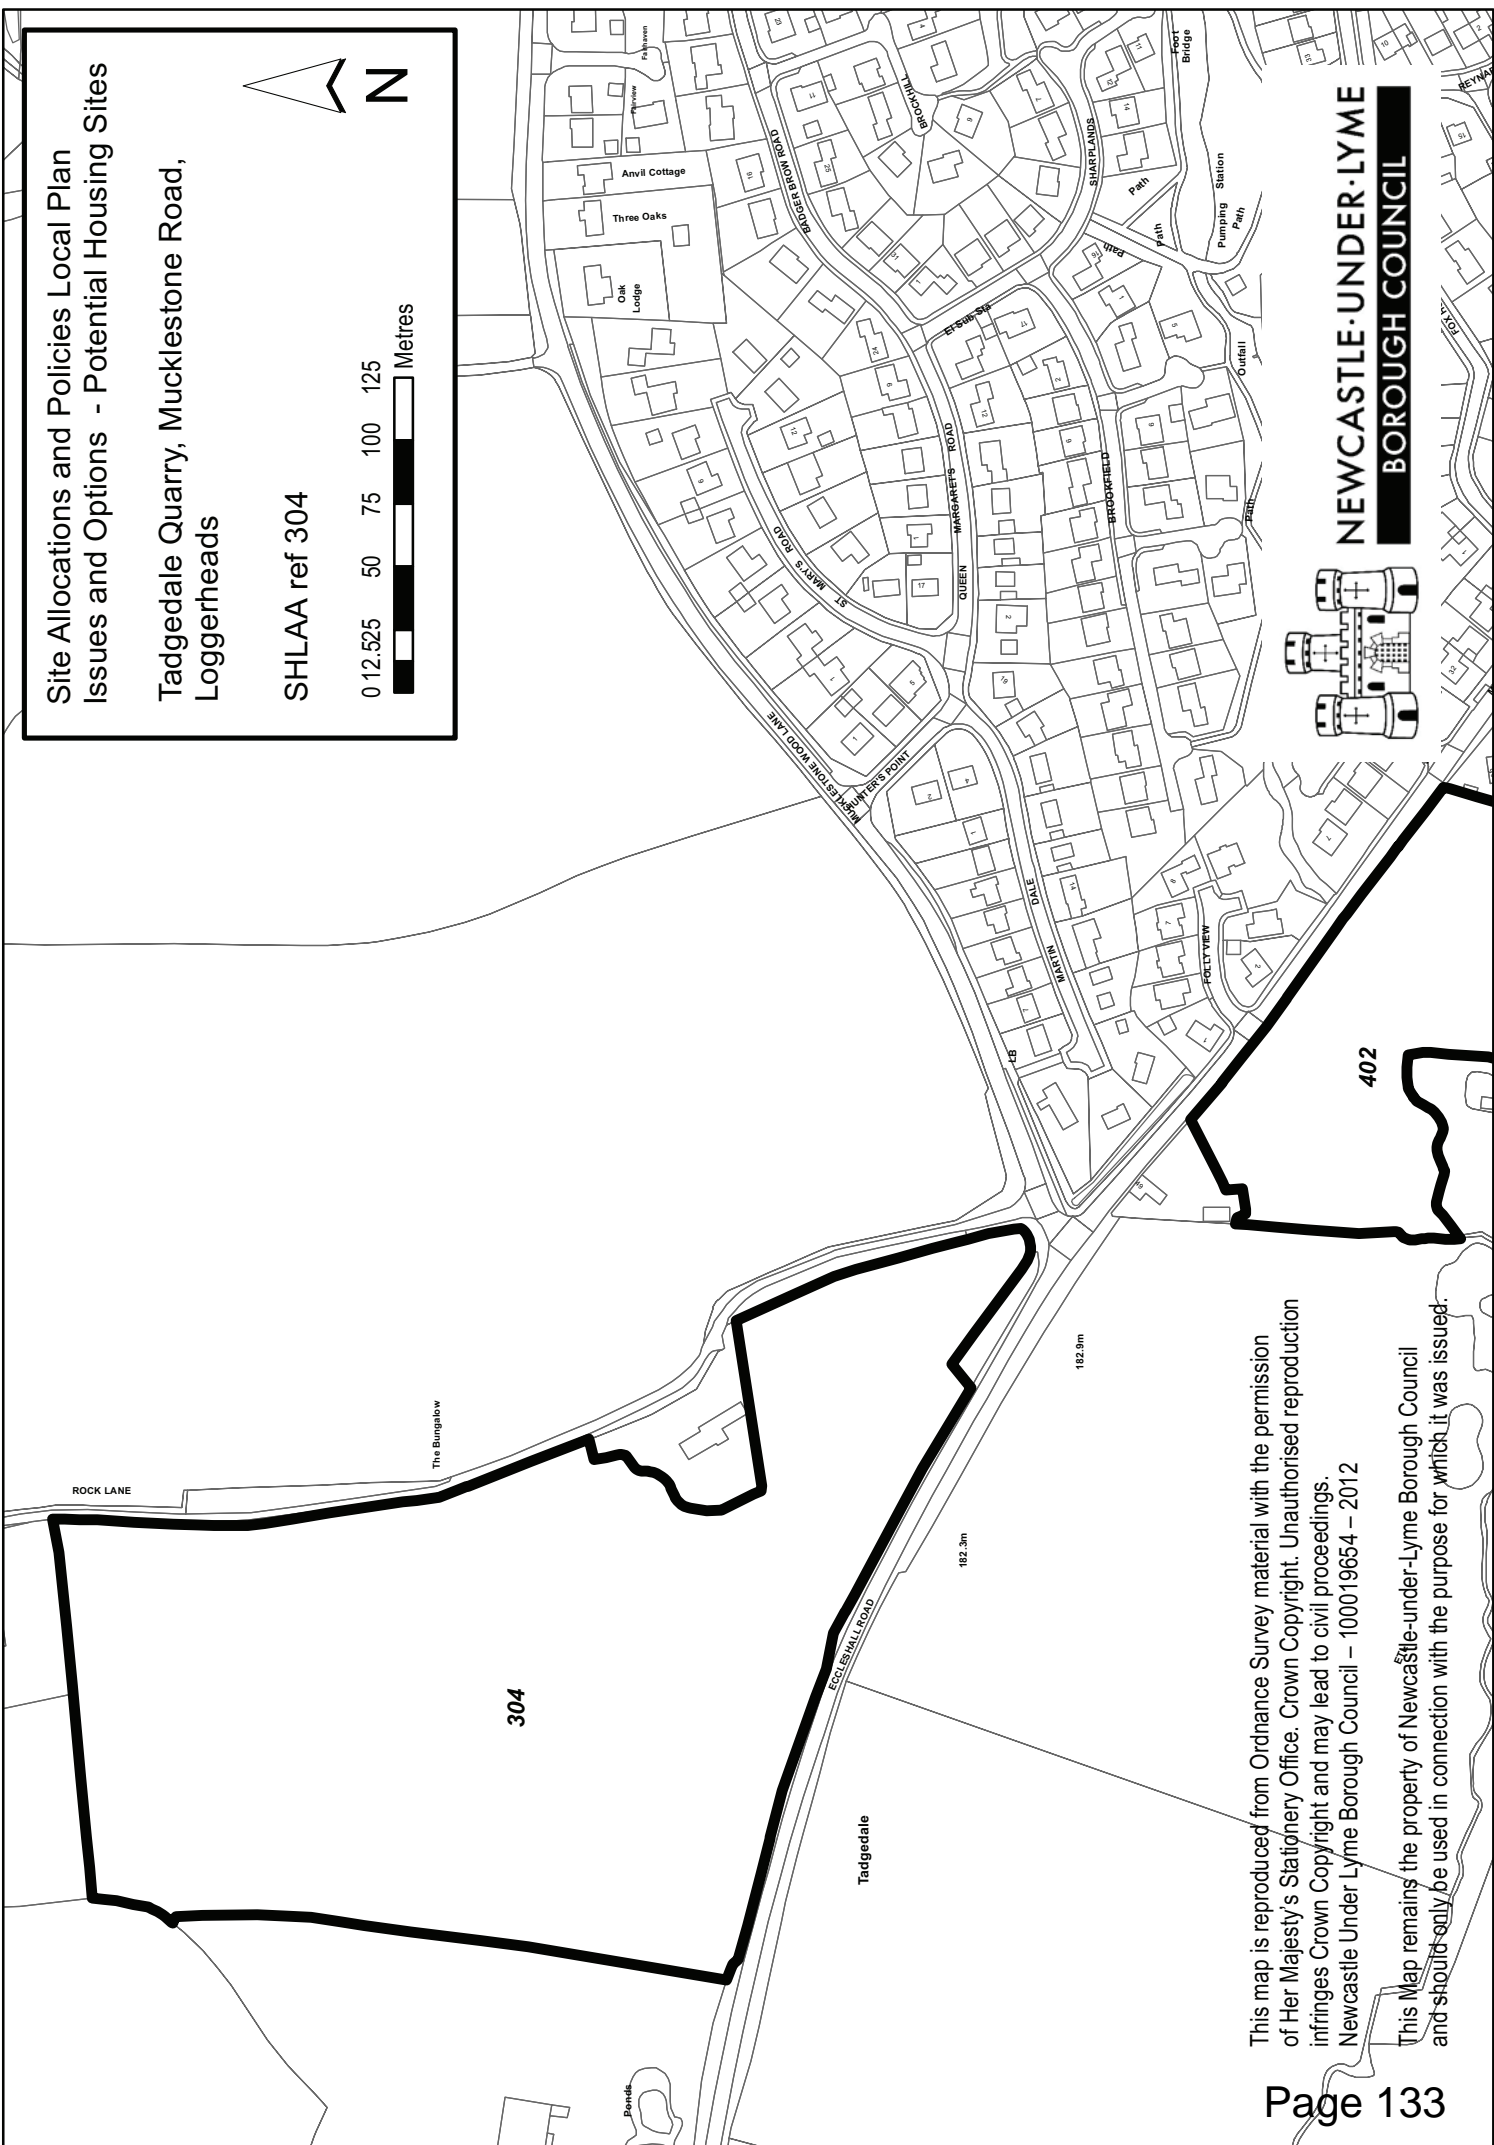 Site Allocations and Policies Local Plan
Issues and Options - Potential Housing Sites
Tadgedale Quarry, Mucklestone Road,
Loggerheads
SHLAA ref 304
0 12.525 50 75 100 125
Metres
N
ROCK LANE
The Bungalow
304
ECCLESHALL ROAD
Tadgedale
Ponds
182.3m
182.9m
402
MUCKLESTONE WOOD LANE
HUNTER'S POINT
ST MARY'S ROAD
QUEEN MARGARET'S ROAD
MARTIN DALE
FOLLY VIEW
BROOKFIELD
BADGER BROW ROAD
BROCKHILL
SHARPLANDS
Anvil Cottage
Three Oaks
Oak
Lodge
Fairview
Fairhaven
El Sub Sta
LB
Path
Path
Path
Path
Path
Pumping Station
Outfall
Foot
Bridge
NEWCASTLE·UNDER·LYME
BOROUGH COUNCIL
This map is reproduced from Ordnance Survey material with the permission
of Her Majesty's Stationery Office. Crown Copyright. Unauthorised reproduction
infringes Crown Copyright and may lead to civil proceedings.
Newcastle Under Lyme Borough Council – 100019654 – 2012
This Map remains the property of Newcastle-under-Lyme Borough Council
and should only be used in connection with the purpose for which it was issued.
Page 133